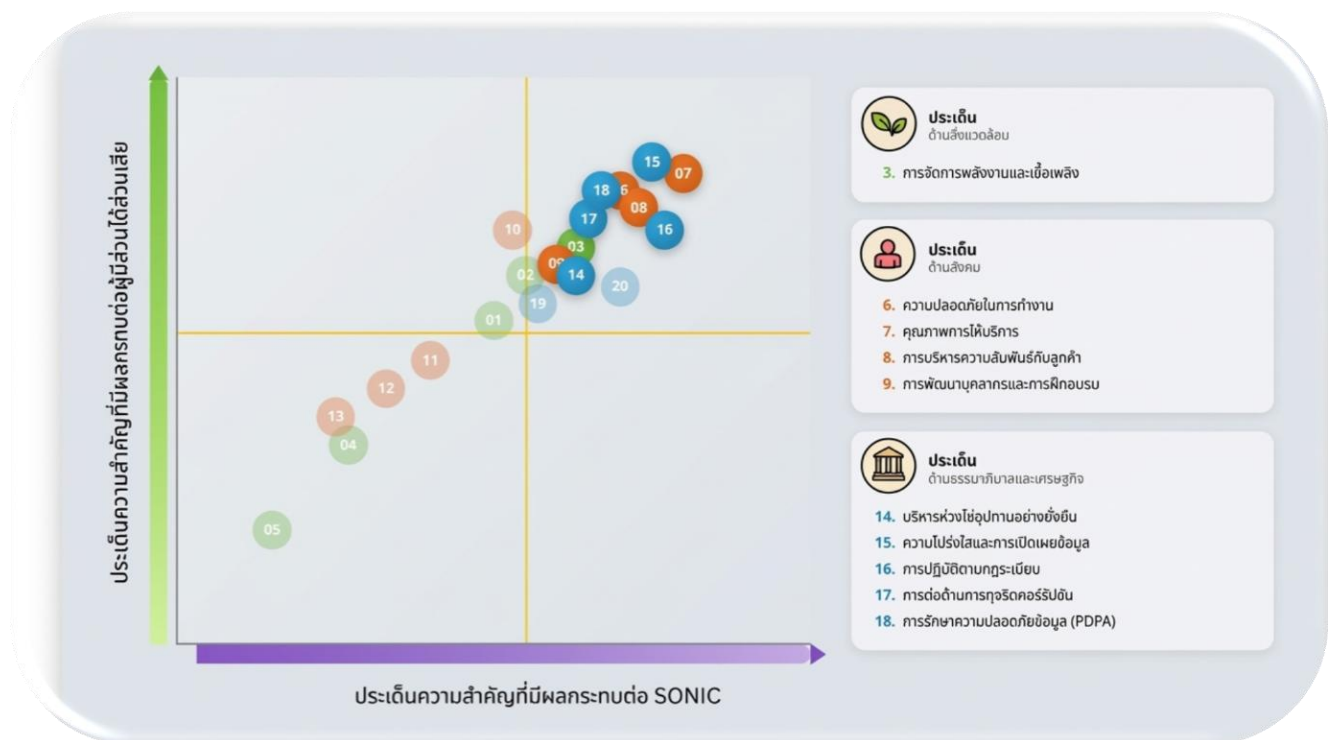 ประเด็นความสำคัญที่มีผลกระทบต่อผู้มีส่วนได้ส่วนเสีย
15
07
18
6
08
17
16
10
03
09
02
14
20
19
01
11
12
13
04
05
ประเด็นความสำคัญที่มีผลกระทบต่อ SONIC
ประเด็น
ด้านสิ่งแวดล้อม
3. การจัดการพลังงานและเชื้อเพลิง
ประเด็น
ด้านสังคม
6. ความปลอดภัยในการทำงาน
7. คุณภาพการให้บริการ
8. การบริหารความสัมพันธ์กับลูกค้า
9. การพัฒนาบุคลากรและการฝึกอบรม
ประเด็น
ด้านธรรมาภิบาลและเศรษฐกิจ
14. บริหารห่วงโซ่อุปทานอย่างยั่งยืน
15. ความโปร่งใสและการเปิดเผยข้อมูล
16. การปฏิบัติตามกฎระเบียบ
17. การต่อต้านการทุจริตคอร์รัปชัน
18. การรักษาความปลอดภัยข้อมูล (PDPA)